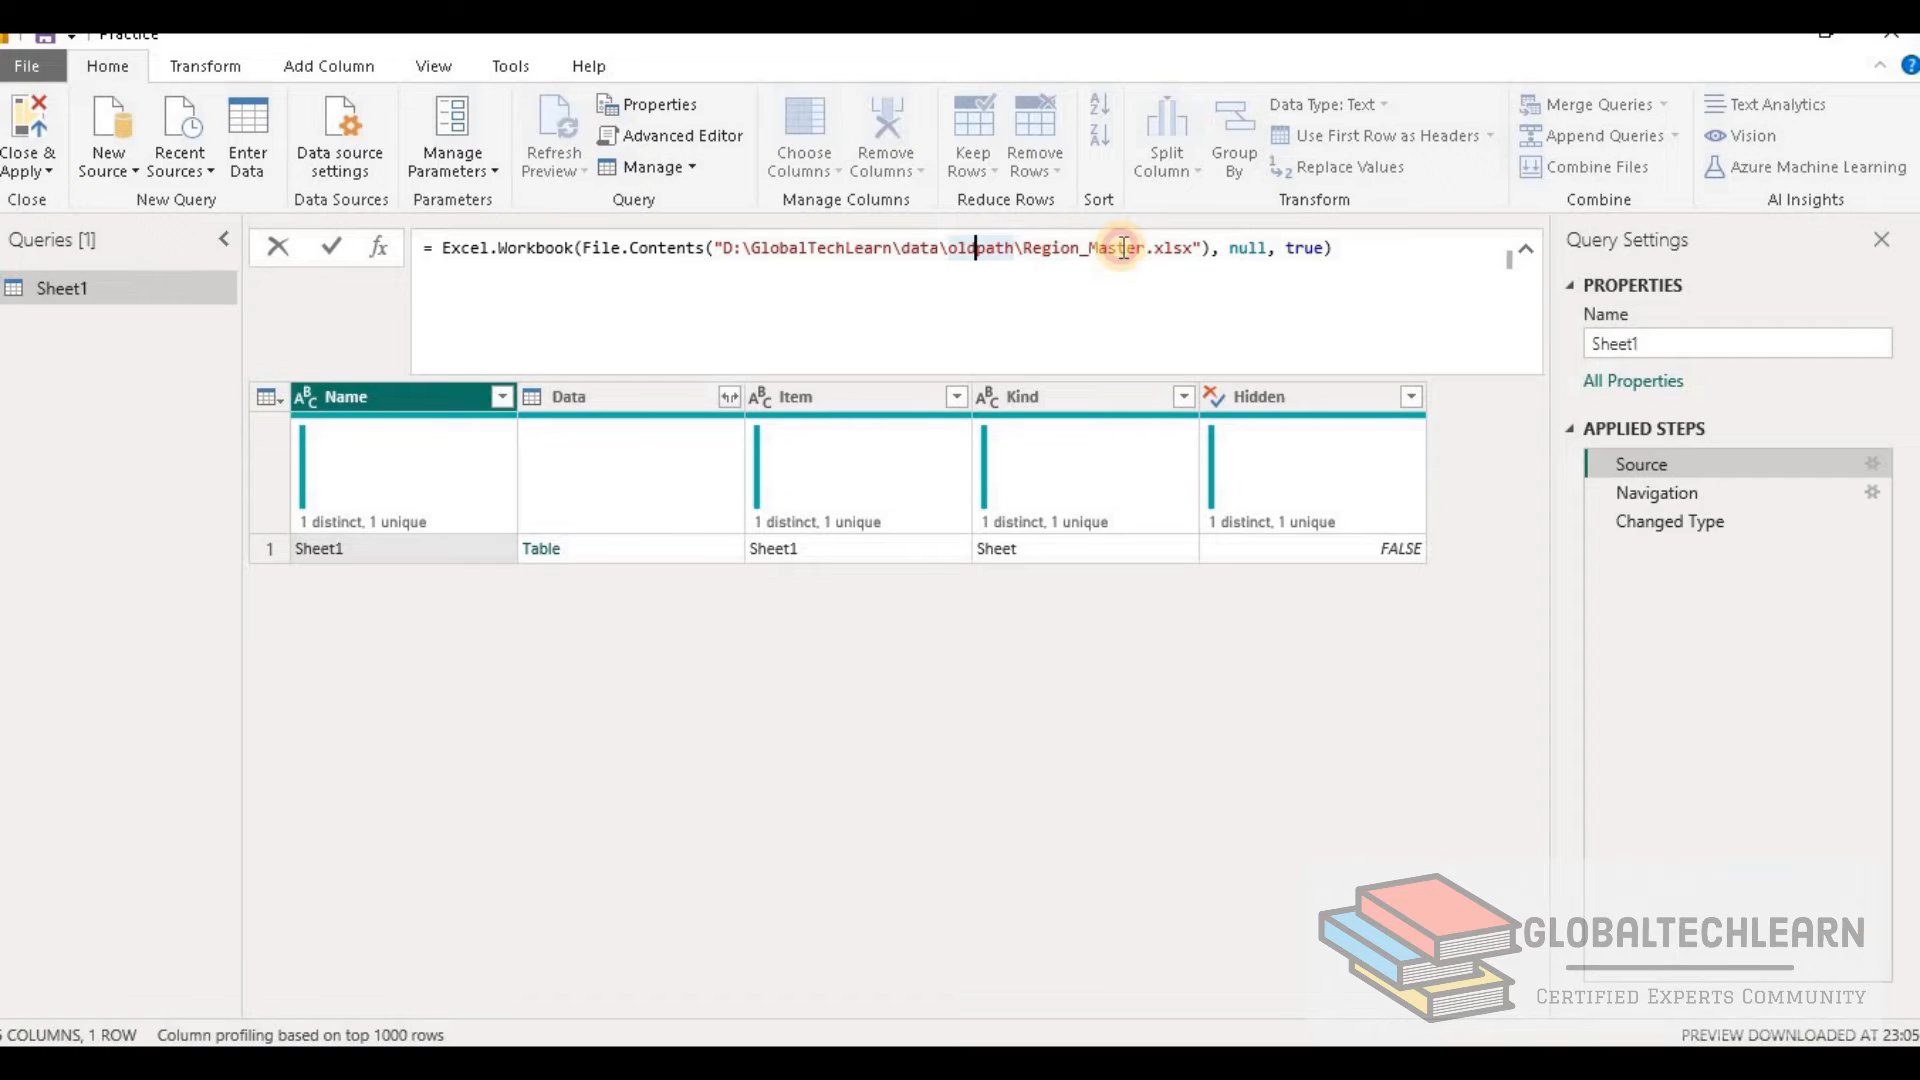 Practice
File Home Transform Add Column View Tools Help
Close & Apply
New Source
Recent Sources
Enter Data
Data source settings
Manage Parameters
Refresh Preview
Properties
Advanced Editor
Manage
Choose Columns
Remove Columns
Keep Rows
Remove Rows
Split Column
Group By
Data Type: Text
Use First Row as Headers
Replace Values
Merge Queries
Append Queries
Combine Files
Text Analytics
Vision
Azure Machine Learning
Close New Query Data Sources Parameters Query Manage Columns Reduce Rows Sort Transform Combine AI Insights
Queries [1]
Sheet1
fx
= Excel.Workbook(File.Contents("D:\GlobalTechLearn\data\oldpath\Region_Master.xlsx"), null, true)
Name Data Item Kind Hidden
1 distinct, 1 unique 1 distinct, 1 unique 1 distinct, 1 unique 1 distinct, 1 unique
1 Sheet1 Table Sheet1 Sheet FALSE
Query Settings
PROPERTIES
Name
Sheet1
All Properties
APPLIED STEPS
Source
Navigation
Changed Type
GLOBALTECHLEARN
CERTIFIED EXPERTS COMMUNITY
COLUMNS, 1 ROW Column profiling based on top 1000 rows
PREVIEW DOWNLOADED AT 23:05